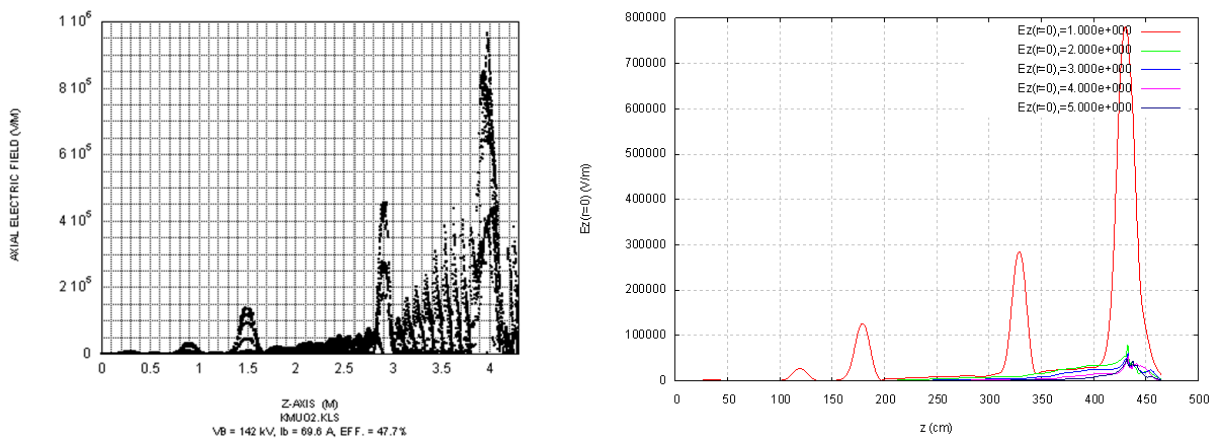 1 10⁶
8 10⁵
6 10⁵
4 10⁵
2 10⁵
0
AXIAL ELECTRIC FIELD (V/M)
0 0.5 1 1.5 2 2.5 3 3.5 4
Z-AXIS (M)
KMUO2.KLS
VB = 142 kV, Ib = 69.6 A, EFF. = 47.7%
800000
700000
600000
500000
400000
300000
200000
100000
0
Ez(r=0) (V/m)
Ez(r=0),=1.000e+000
Ez(r=0),=2.000e+000
Ez(r=0),=3.000e+000
Ez(r=0),=4.000e+000
Ez(r=0),=5.000e+000
0 50 100 150 200 250 300 350 400 450 500
z (cm)